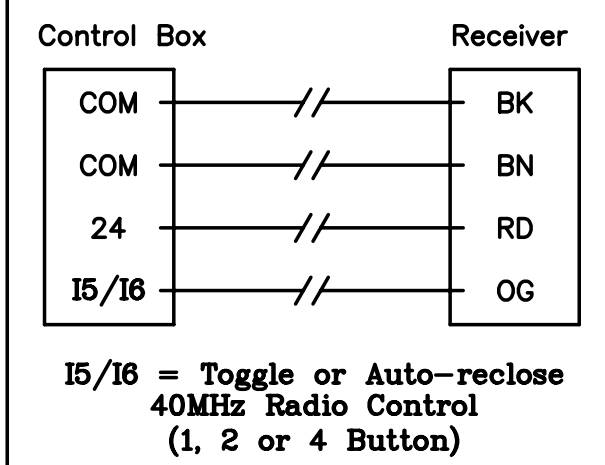 Control Box Receiver
COM BK
COM BN
24 RD
I5/I6 OG
I5/I6 = Toggle or Auto-reclose
40MHz Radio Control
(1, 2 or 4 Button)